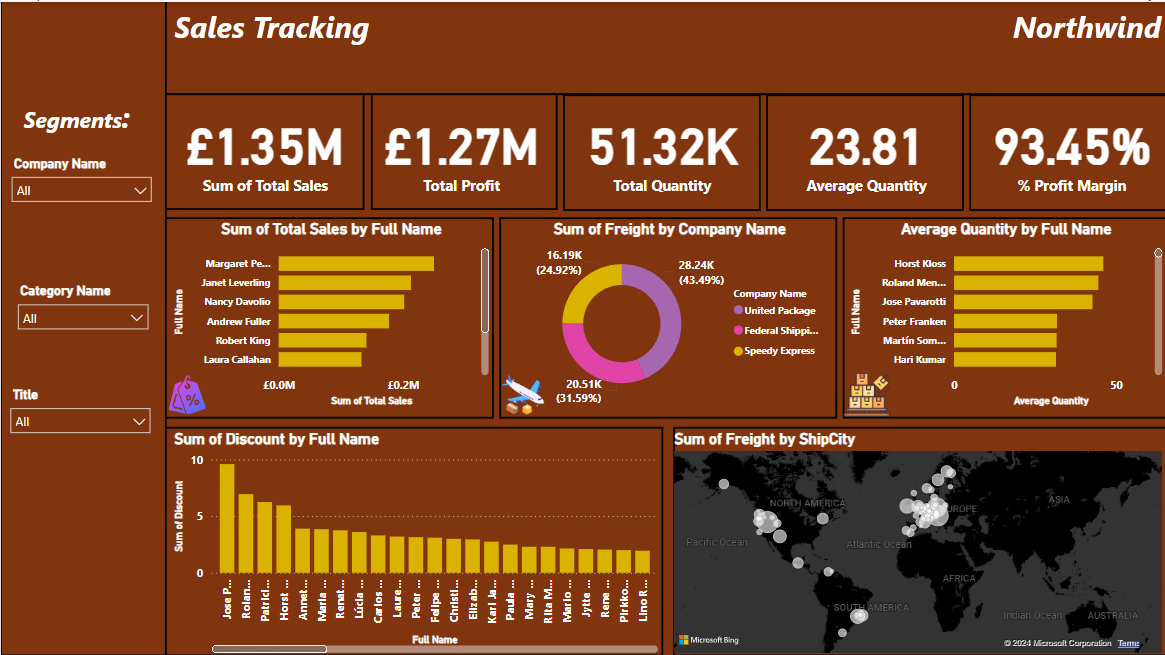 Sales Tracking
Northwind
Segments:
Company Name
All
Category Name
All
Title
All
£1.35M
Sum of Total Sales
£1.27M
Total Profit
51.32K
Total Quantity
23.81
Average Quantity
93.45%
% Profit Margin
Sum of Total Sales by Full Name
Full Name
Margaret Pe...
Janet Leverling
Nancy Davolio
Andrew Fuller
Robert King
Laura Callahan
£0.0M £0.2M
Sum of Total Sales
Sum of Freight by Company Name
16.19K
(24.92%)
28.24K
(43.49%)
20.51K
(31.59%)
Company Name
United Package
Federal Shippi...
Speedy Express
Average Quantity by Full Name
Full Name
Horst Kloss
Roland Men...
Jose Pavarotti
Peter Franken
Martín Som...
Hari Kumar
0 50
Average Quantity
Sum of Discount by Full Name
Sum of Discount
10
5
0
Jose P...
Rolan...
Patrici...
Horst ...
Annet...
Maria ...
Renat...
Lúcia ...
Carlos ...
Laure...
Peter ...
Felipe ...
Christi...
Elizab...
Karl Ja...
Paula ...
Mary ...
Rita M...
Mario ...
Jytte ...
Rene ...
Pirkko...
Lino R...
Full Name
Sum of Freight by ShipCity
NORTH AMERICA
EUROPE
ASIA
Pacific Ocean
Atlantic Ocean
AFRICA
SOUTH AMERICA
Indian Ocean
AUSTRALIA
Microsoft Bing
© 2024 Microsoft Corporation Terms